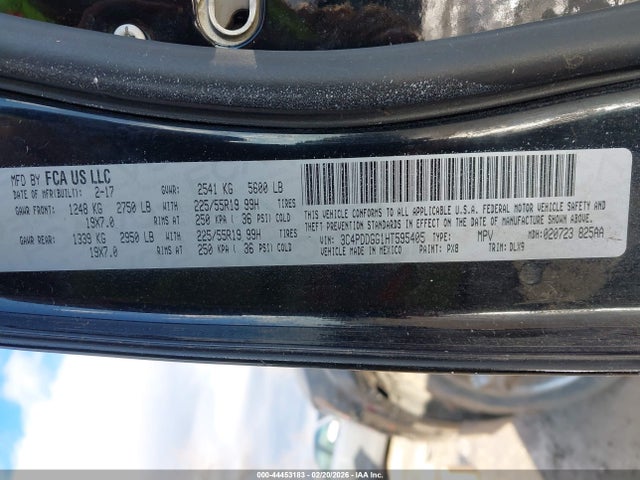 MFD BY FCA US LLC
DATE OF MFR(BUILT): 2-17 GVWR: 2541 KG 5600 LB
GAWR FRONT: 1248 KG 2750 LB WITH 225/55R19 99H TIRES
19X7.0 RIMS AT 250 KPA ( 36 PSI) COLD
GAWR REAR: 1339 KG 2950 LB WITH 225/55R19 99H TIRES
19X7.0 RIMS AT 250 KPA ( 36 PSI) COLD
THIS VEHICLE CONFORMS TO ALL APPLICABLE U.S.A. FEDERAL MOTOR VEHICLE SAFETY AND
THEFT PREVENTION STANDARDS IN EFFECT ON THE DATE OF MANUFACTURE SHOWN ABOVE.
VIN: 3C4PDDGG1HT595405 TYPE: MPV MDH: 020723 825AA
VEHICLE MADE IN MEXICO PAINT: PX8 TRIM: DLX9
000-44453183 - 02/20/2026 - IAAI.COM